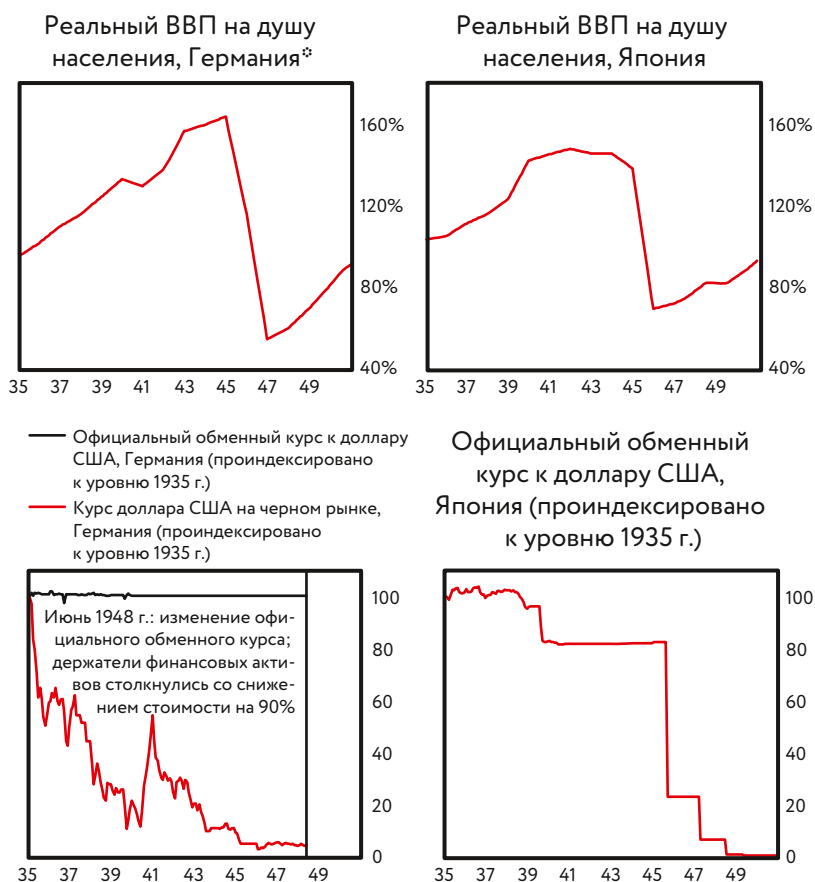 Реальный ВВП на душу
населения, Германия*
160%
120%
80%
40%
35 37 39 41 43 45 47 49
Реальный ВВП на душу
населения, Япония
160%
120%
80%
40%
35 37 39 41 43 45 47 49
Официальный обменный курс к доллару
США, Германия (проиндексировано
к уровню 1935 г.)
Курс доллара США на черном рынке,
Германия (проиндексировано
к уровню 1935 г.)
Июнь 1948 г.: изменение офи-
циального обменного курса;
держатели финансовых акти-
вов столкнулись со сниже-
нием стоимости на 90%
100
80
60
40
20
0
35 37 39 41 43 45 47 49
Официальный обменный
курс к доллару США,
Япония (проиндексировано
к уровню 1935 г.)
100
80
60
40
20
0
35 37 39 41 43 45 47 49